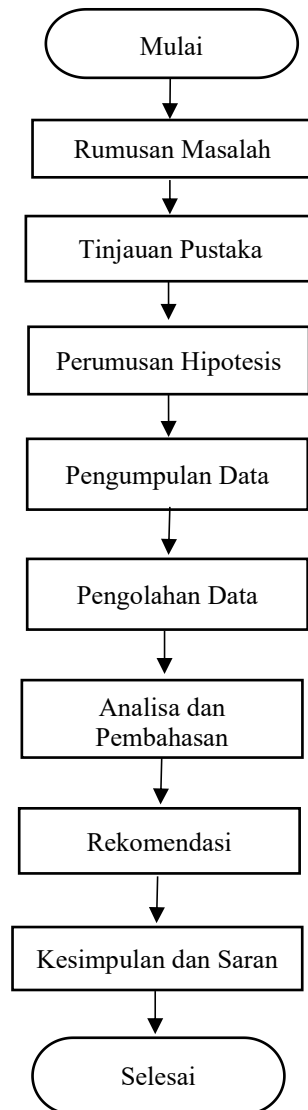 Mulai
Rumusan Masalah
Tinjauan Pustaka
Perumusan Hipotesis
Pengumpulan Data
Pengolahan Data
Analisa dan
Pembahasan
Rekomendasi
Kesimpulan dan Saran
Selesai